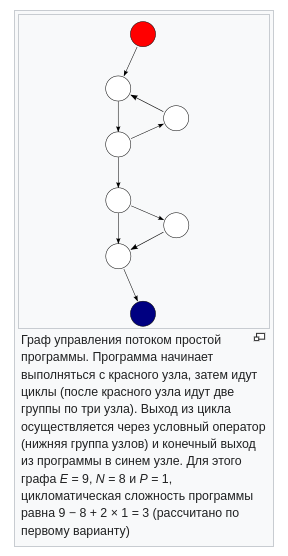 Граф управления потоком простой
программы. Программа начинает
выполняться с красного узла, затем идут
циклы (после красного узла идут две
группы по три узла). Выход из цикла
осуществляется через условный оператор
(нижняя группа узлов) и конечный выход
из программы в синем узле. Для этого
графа E = 9, N = 8 и P = 1,
цикломатическая сложность программы
равна 9 − 8 + 2 × 1 = 3 (рассчитано по
первому варианту)